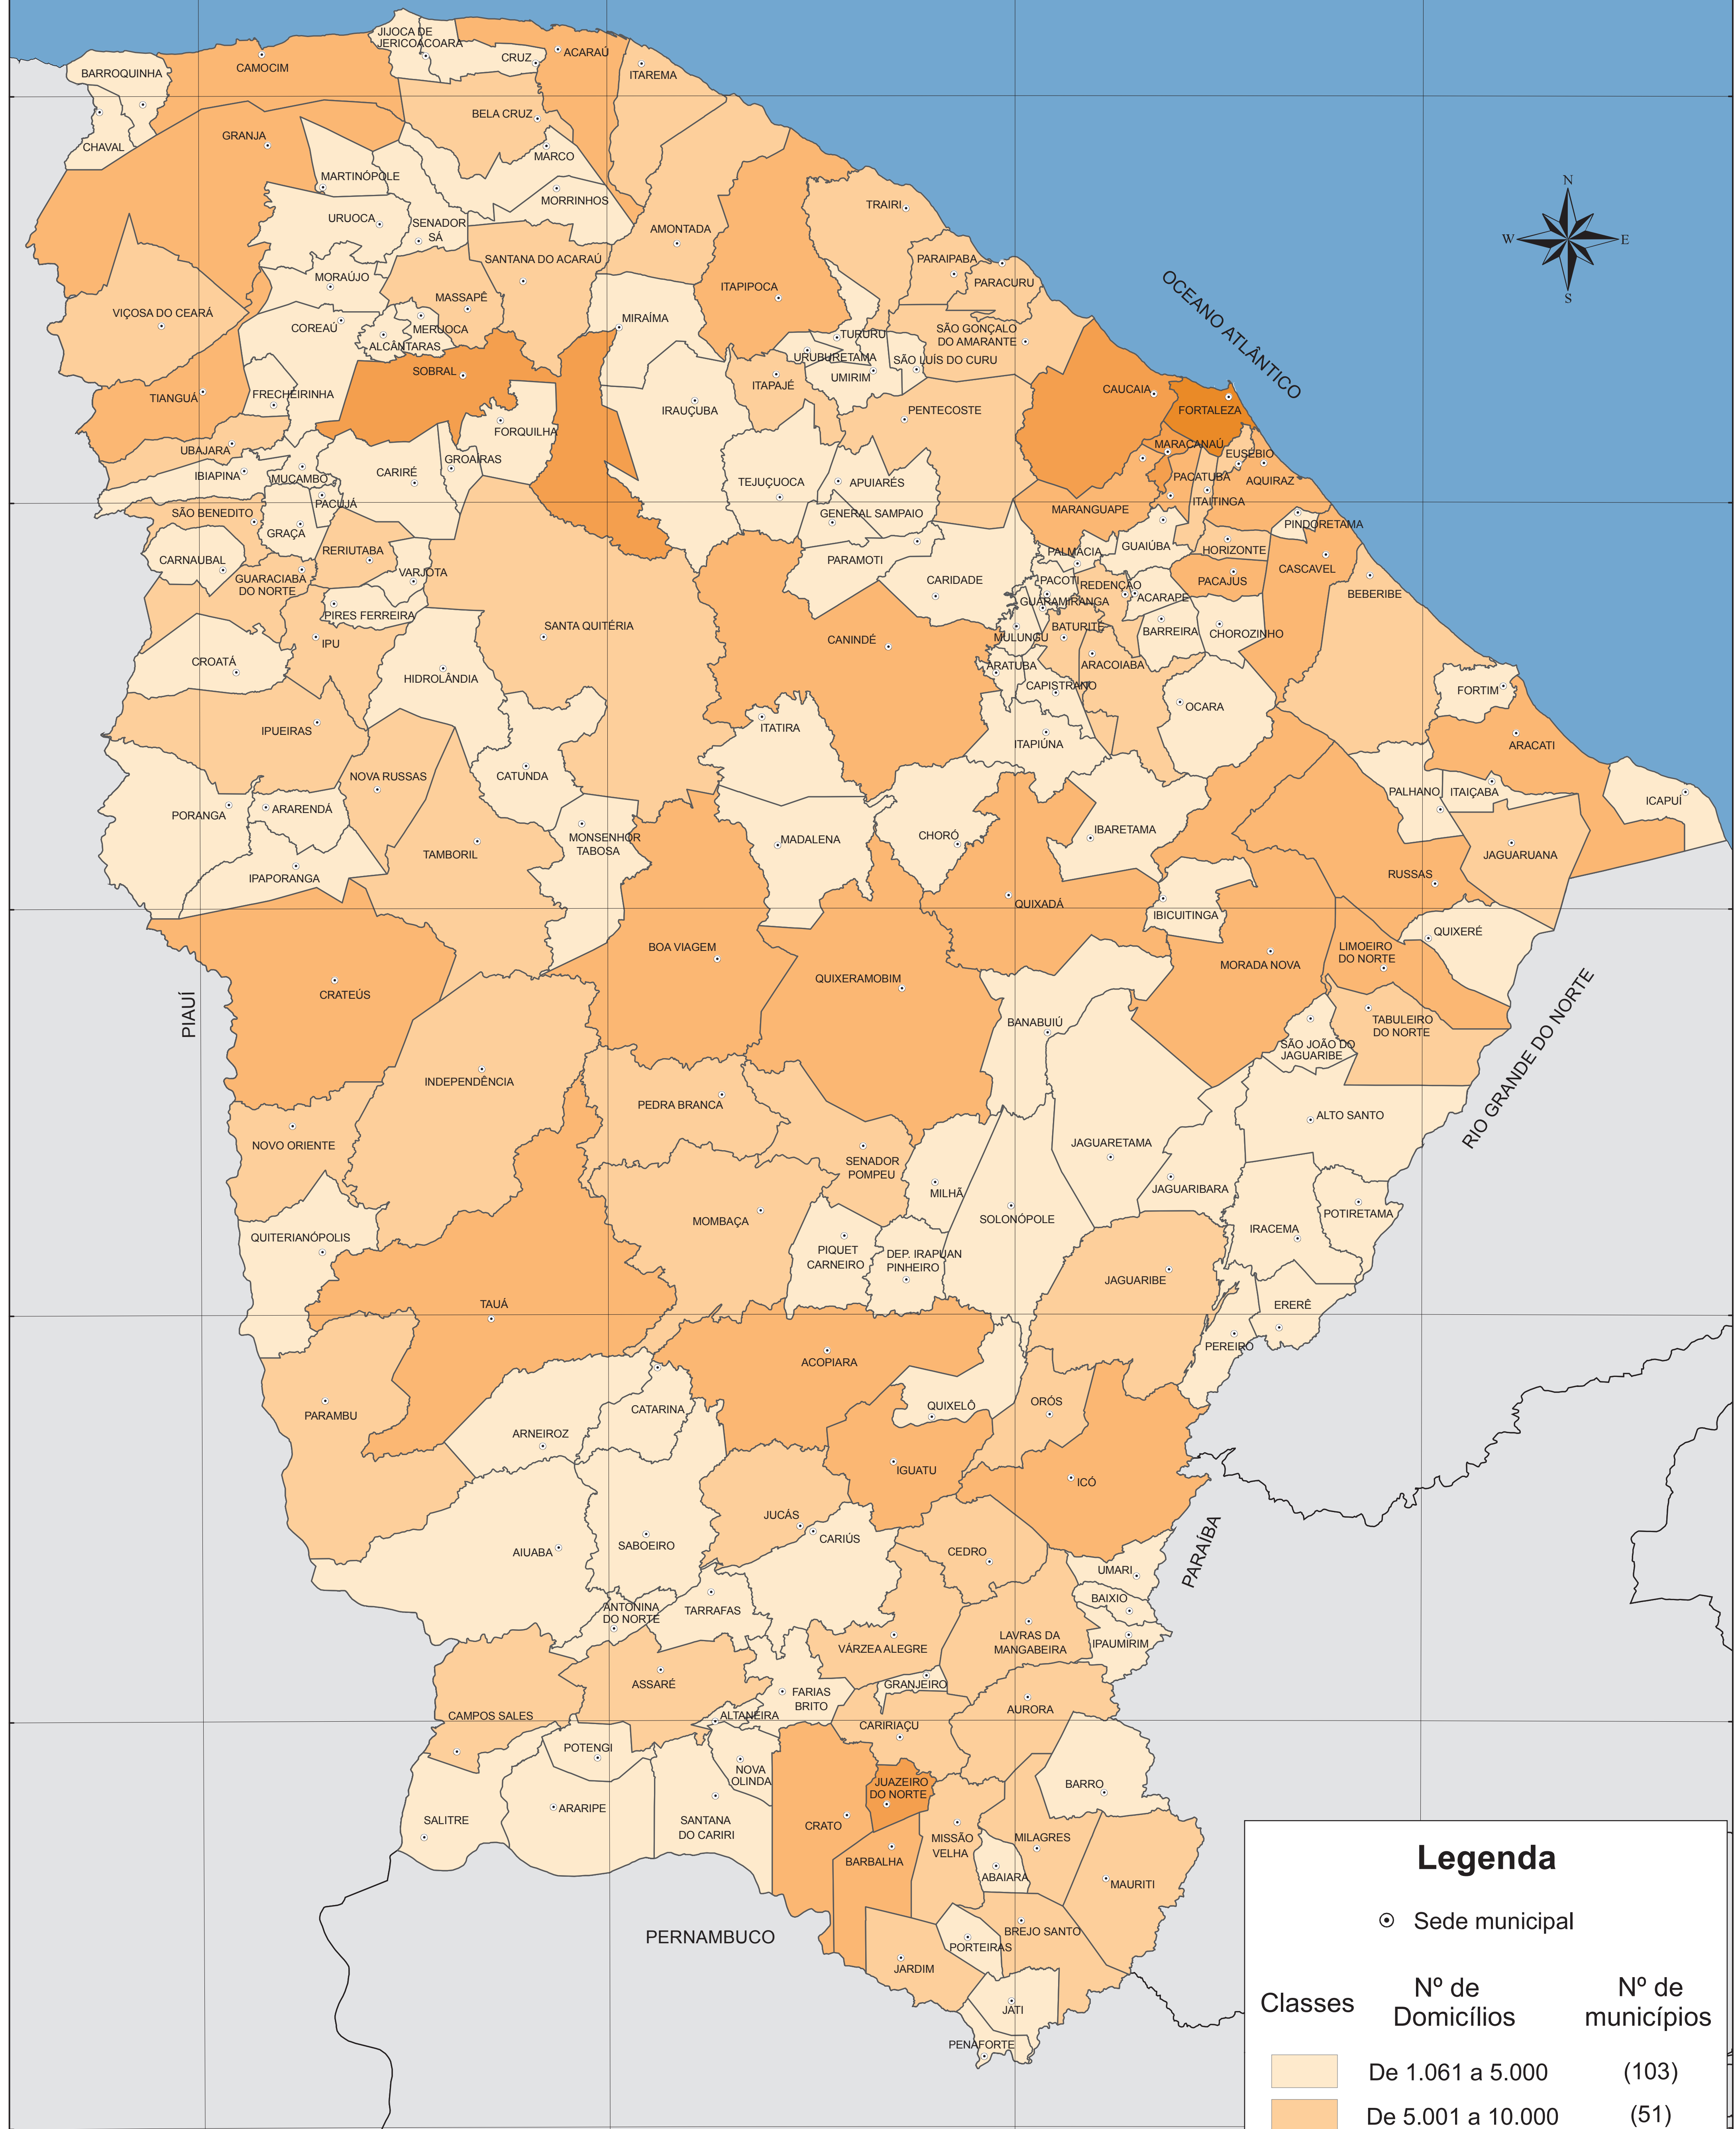 JIJOCA DE
JERICOACOARA
CRUZ
ACARAÚ
ITAREMA
BARROQUINHA
CAMOCIM
BELA CRUZ
CHAVAL
GRANJA
MARCO
MARTINÓPOLE
MORRINHOS
URUOCA
SENADOR
SÁ
AMONTADA
TRAIRI
N
W
E
S
SANTANA DO ACARAÚ
PARAIPABA
PARACURU
OCEANO ATLÂNTICO
MORAÚJO
MASSAPÊ
ITAPIPOCA
VIÇOSA DO CEARÁ
COREAÚ
MERUOCA
ALCÂNTARAS
MIRAÍMA
TURURU
SÃO GONÇALO
DO AMARANTE
URUBURETAMA
SÃO LUÍS DO CURU
UMIRIM
SOBRAL
TIANGUÁ
FRECHEIRINHA
ITAPAJÉ
IRAUÇUBA
PENTECOSTE
CAUCAIA
FORTALEZA
FORQUILHA
UBAJARA
MARACANAÚ
EUSÉBIO
IBIAPINA
MUCAMBO
CARIRÉ
GROAÍRAS
TEJUÇUOCA
APUIARÉS
PACATUBA
AQUIRAZ
PACUJÁ
ITAITINGA
SÃO BENEDITO
GENERAL SAMPAIO
MARANGUAPE
PINDORETAMA
GRAÇA
CARNAUBAL
RERIUTABA
PARAMOTI
PALMÁCIA
GUAIÚBA
HORIZONTE
VARJOTA
CASCAVEL
GUARACIABA
DO NORTE
CARIDADE
PACOTI
REDENÇÃO
PACAJUS
BEBERIBE
PIRES FERREIRA
GUARAMIRANGA
ACARAPE
IPU
SANTA QUITÉRIA
CANINDÉ
MULUNGU
BATURITÉ
BARREIRA
CHOROZINHO
CROATÁ
HIDROLÂNDIA
ARATUBA
ARACOIABA
CAPISTRANO
FORTIM
OCARA
IPUEIRAS
ITATIRA
ITAPIÚNA
ARACATI
NOVA RUSSAS
CATUNDA
PORANGA
ARARENDÁ
PALHANO
ITAIÇABA
ICAPUÍ
MONSENHOR
TABOSA
MADALENA
CHORÓ
IBARETAMA
TAMBORIL
JAGUARUANA
IPAPORANGA
RUSSAS
QUIXADÁ
IBICUITINGA
QUIXERÉ
BOA VIAGEM
LIMOEIRO
DO NORTE
MORADA NOVA
CRATEÚS
QUIXERAMOBIM
PIAUÍ
BANABUIÚ
TABULEIRO
DO NORTE
SÃO JOÃO DO
JAGUARIBE
RIO GRANDE DO NORTE
INDEPENDÊNCIA
PEDRA BRANCA
ALTO SANTO
NOVO ORIENTE
JAGUARETAMA
SENADOR
POMPEU
MILHÃ
JAGUARIBARA
POTIRETAMA
MOMBAÇA
SOLONÓPOLE
IRACEMA
QUITERIANÓPOLIS
PIQUET
CARNEIRO
DEP. IRAPUAN
PINHEIRO
JAGUARIBE
TAUÁ
ERERÊ
PEREIRO
ACOPIARA
PARAMBU
CATARINA
QUIXELÔ
ORÓS
ARNEIROZ
IGUATU
ICÓ
JUCÁS
CARIÚS
SABOEIRO
AIUABA
CEDRO
PARAÍBA
UMARI
BAIXIO
ANTONINA
DO NORTE
TARRAFAS
LAVRAS DA
MANGABEIRA
IPAUMIRIM
VÁRZEA ALEGRE
ASSARÉ
GRANJEIRO
FARIAS
BRITO
AURORA
CAMPOS SALES
ALTANEIRA
CARIRIAÇU
POTENGI
NOVA
OLINDA
JUAZEIRO
DO NORTE
BARRO
ARARIPE
SALITRE
SANTANA
DO CARIRI
CRATO
MISSÃO
VELHA
MILAGRES
BARBALHA
ABAIARA
MAURITI
PERNAMBUCO
BREJO SANTO
PORTEIRAS
JARDIM
JATI
PENAFORTE
Legenda
Sede municipal
Classes
Nº de
Domicílios
Nº de
municípios
De 1.061 a 5.000 (103)
De 5.001 a 10.000 (51)